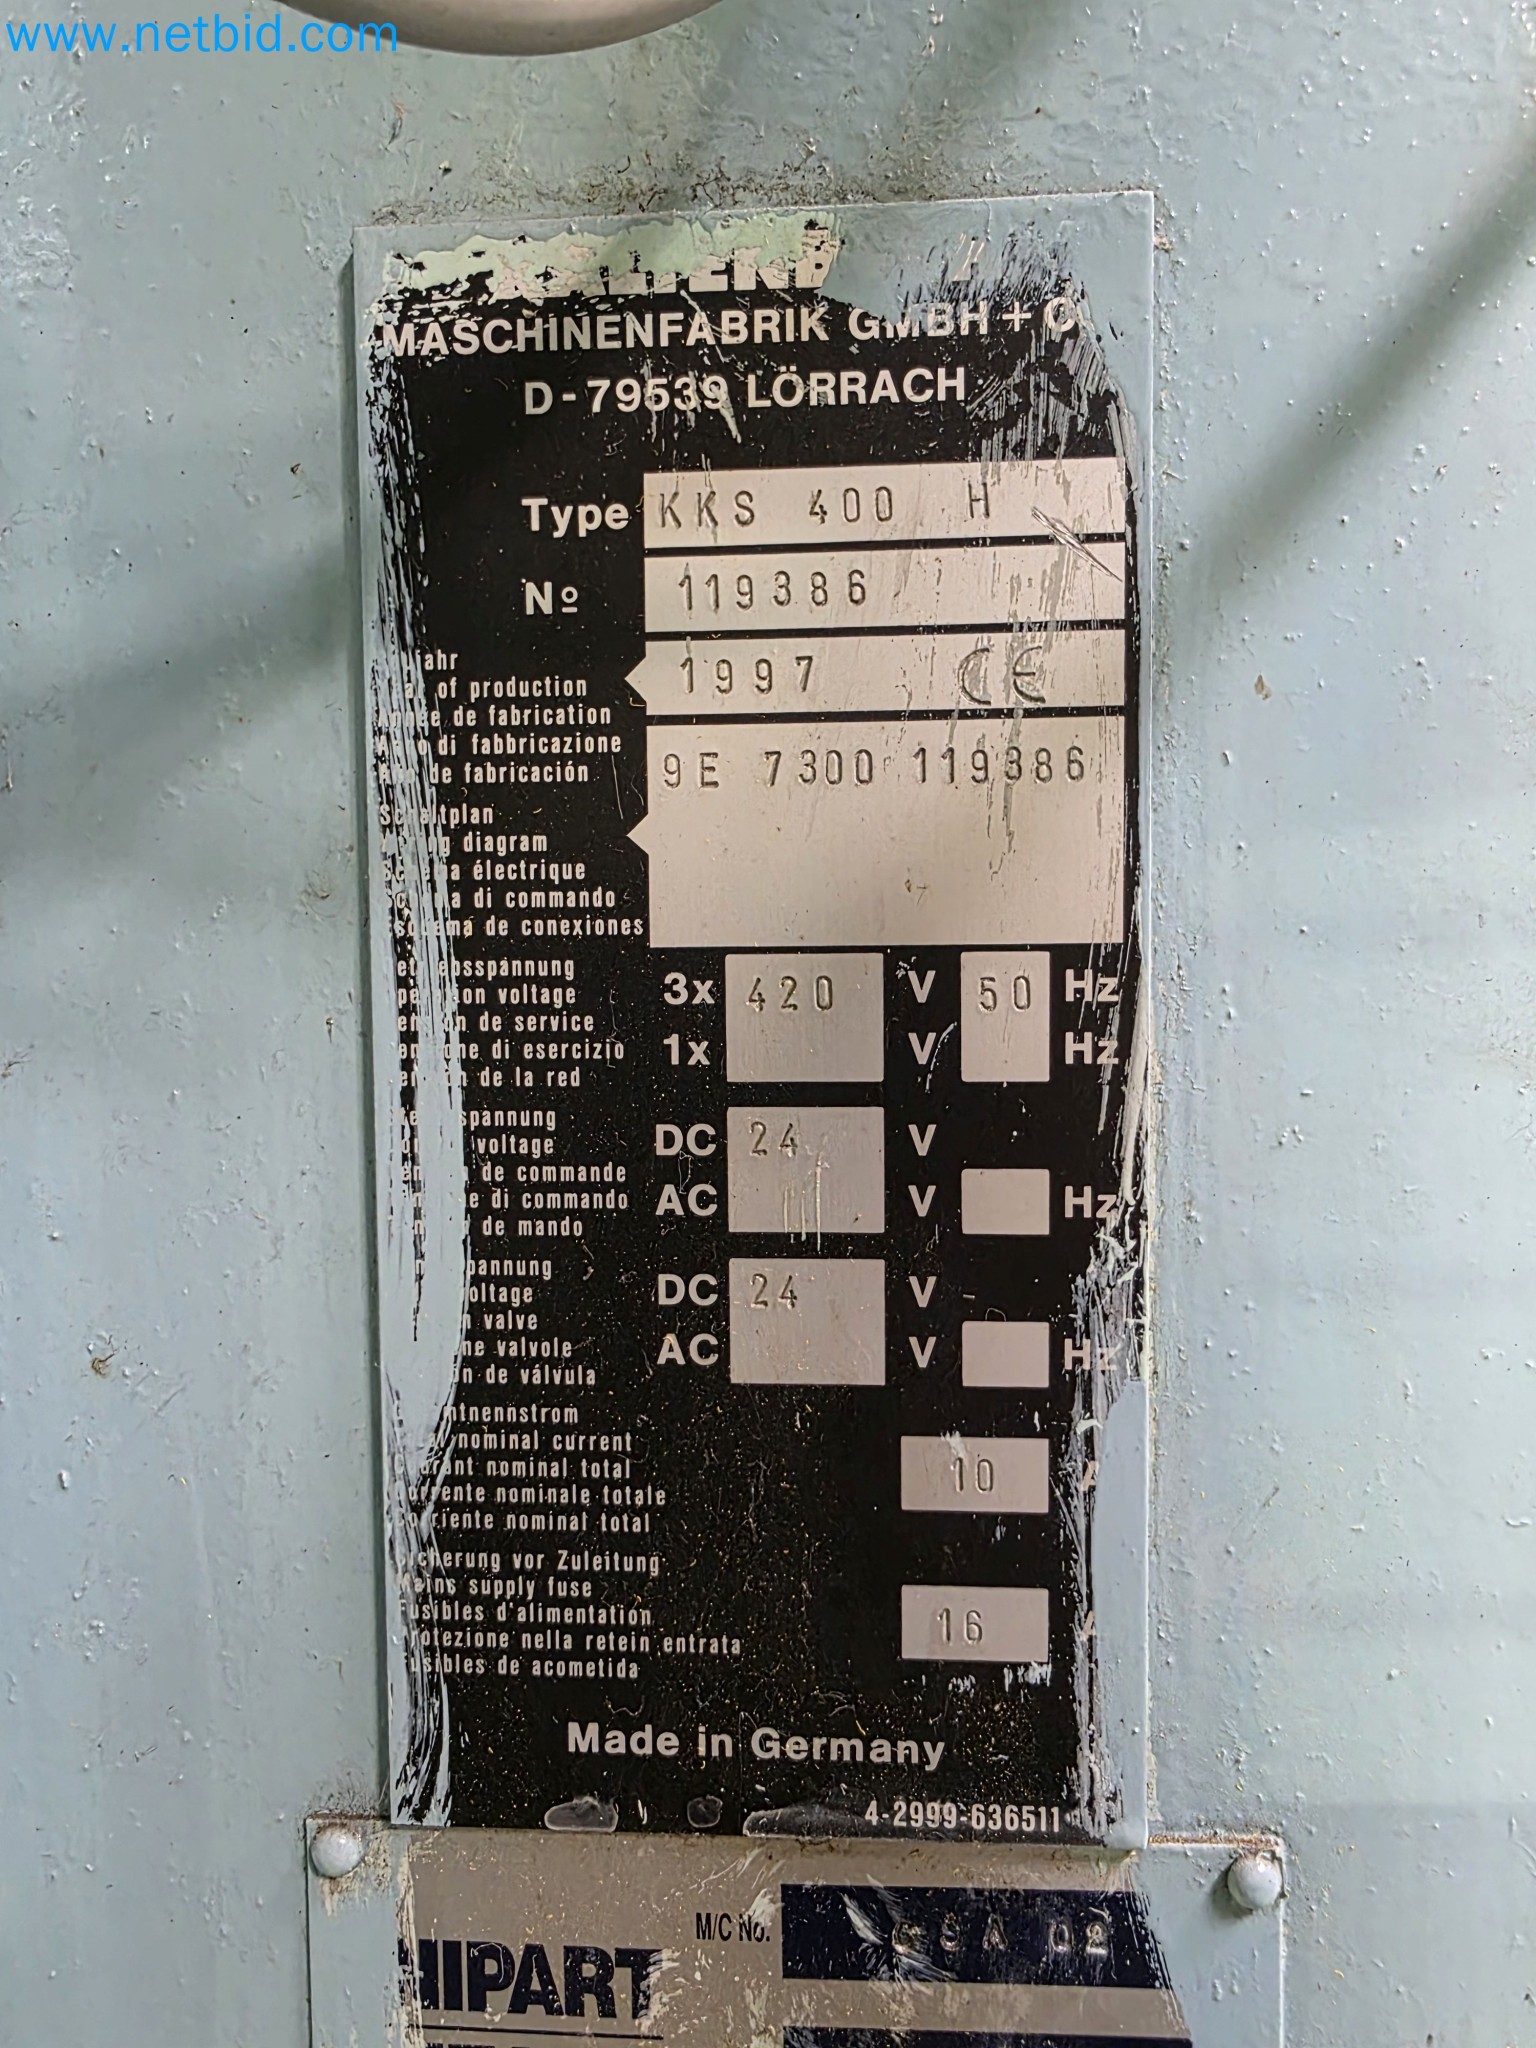 www.netbid.com
MASCHINENFABRIK GMBH + C
D-79539 LÖRRACH
Type KKS 400 H
Nº 119386
1997 CE
of production
de fabrication
di fabbricazione
de fabricación
9E 7300 119386
diagram
électrique
di commando
de conexiones
3x 420 V 50 Hz
voltage
de service
di esercizio
1x V Hz
de la red
DC 24 V
voltage
de commande
di commando
AC V Hz
de mando
DC 24 V
valve
valvole
AC V Hz
de válvula
nominal current
nominal total
10
nominale totale
nominal total
vor Zuleitung
supply fuse
d'alimentation
16
nella retein entrata
de acometida
Made in Germany
4-2999-636511
M/C No. 02
HIPART